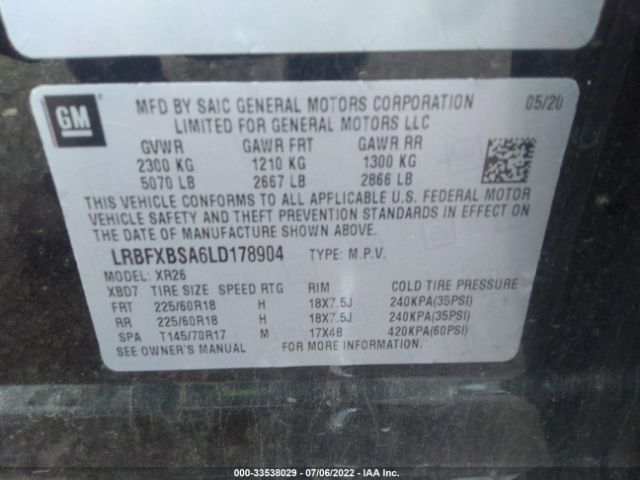 GM
MFD BY SAIC GENERAL MOTORS CORPORATION 05/20
LIMITED FOR GENERAL MOTORS LLC
GVWR GAWR FRT GAWR RR
2300 KG 1210 KG 1300 KG
5070 LB 2667 LB 2866 LB
THIS VEHICLE CONFORMS TO ALL APPLICABLE U.S. FEDERAL MOTOR
VEHICLE SAFETY AND THEFT PREVENTION STANDARDS IN EFFECT ON
THE DATE OF MANUFACTURE SHOWN ABOVE.
LRBFXBSA6LD178904 TYPE: M.P.V.
MODEL: XR26
XBD7 TIRE SIZE SPEED RTG RIM COLD TIRE PRESSURE
FRT 225/60R18 H 18X7.5J 240KPA(35PSI)
RR 225/60R18 H 18X7.5J 240KPA(35PSI)
SPA T145/70R17 M 17X4B 420KPA(60PSI)
SEE OWNER'S MANUAL FOR MORE INFORMATION.
000-33538029 - 07/06/2022 - IAA Inc.